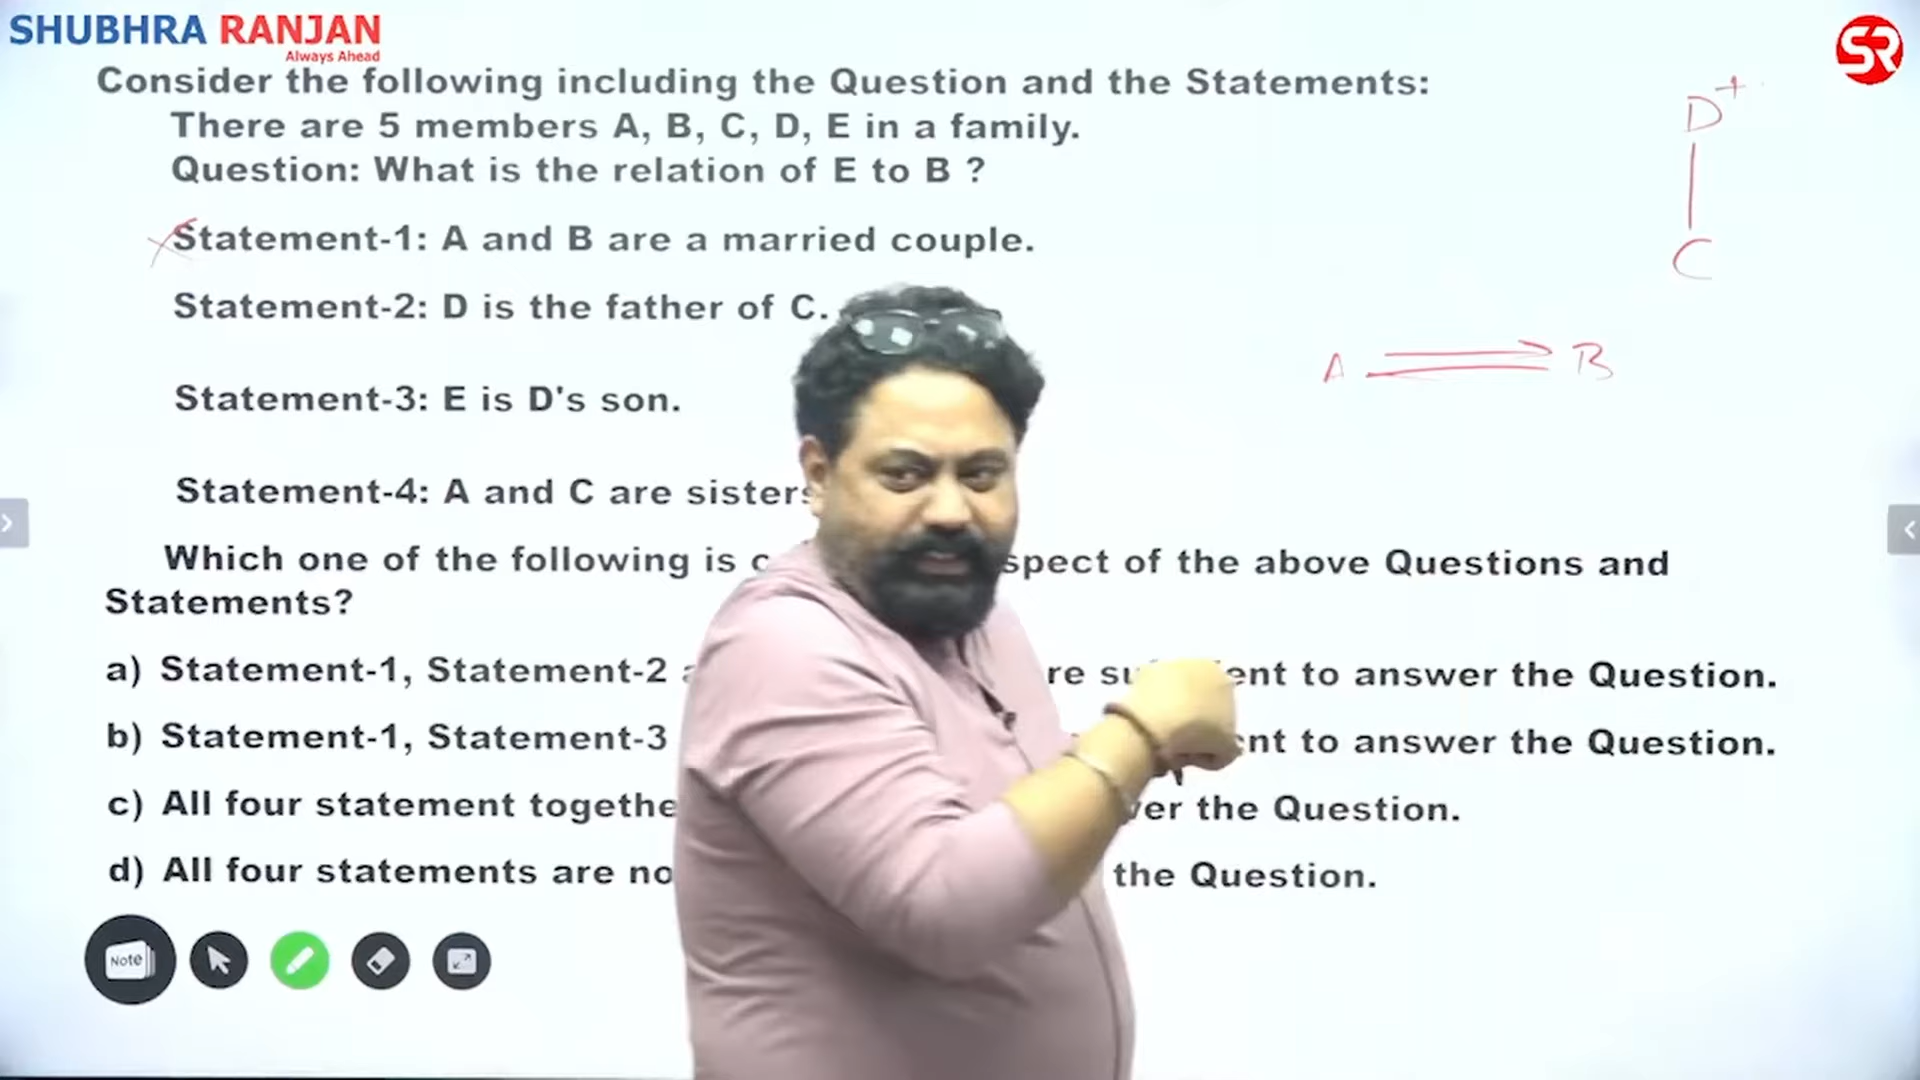 SHUBHRA RANJAN
Always Ahead
SR
Consider the following including the Question and the Statements:
There are 5 members A, B, C, D, E in a family.
Question: What is the relation of E to B ?
Statement-1: A and B are a married couple.
Statement-2: D is the father of C.
Statement-3: E is D's son.
Statement-4: A and C are sisters
Which one of the following is spect of the above Questions and
Statements?
a) Statement-1, Statement-2 re ent to answer the Question.
b) Statement-1, Statement-3 nt to answer the Question.
c) All four statement togethe er the Question.
d) All four statements are no the Question.
D+
C
A B
Note